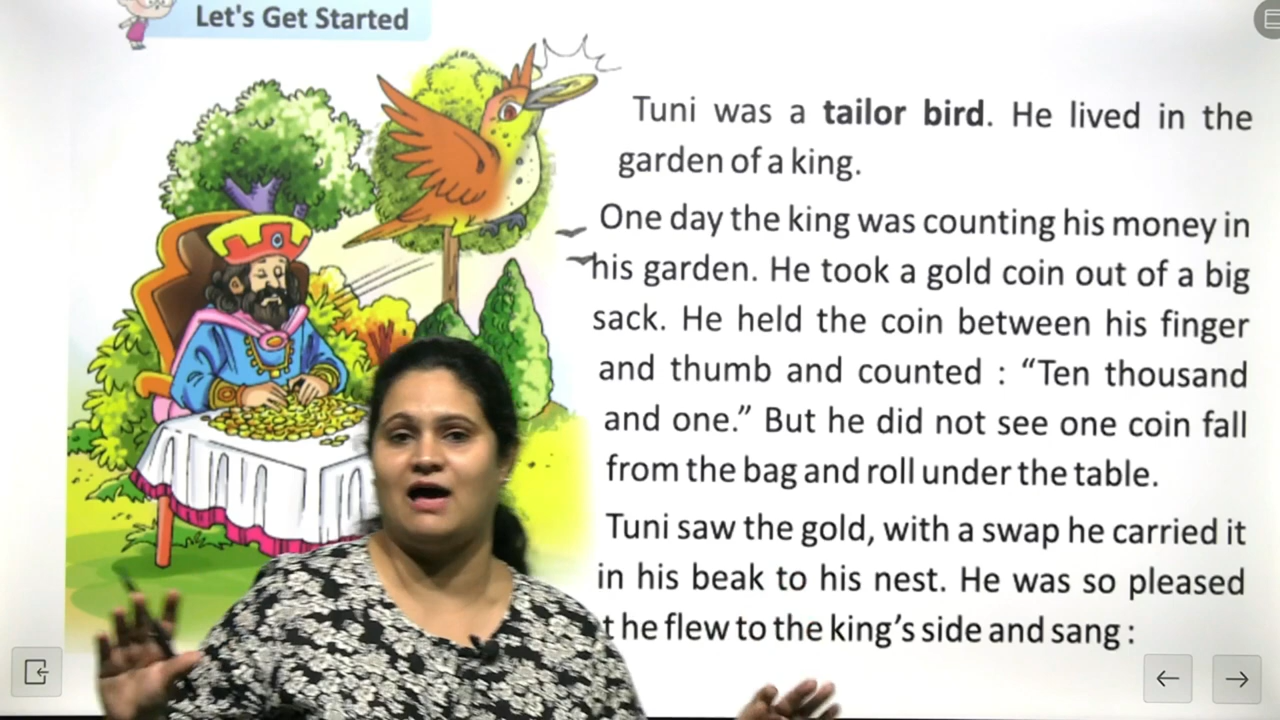 Let's Get Started
Tuni was a tailor bird. He lived in the
garden of a king.
One day the king was counting his money in
his garden. He took a gold coin out of a big
sack. He held the coin between his finger
and thumb and counted : “Ten thousand
and one.” But he did not see one coin fall
from the bag and roll under the table.
Tuni saw the gold, with a swap he carried it
in his beak to his nest. He was so pleased
t he flew to the king’s side and sang :